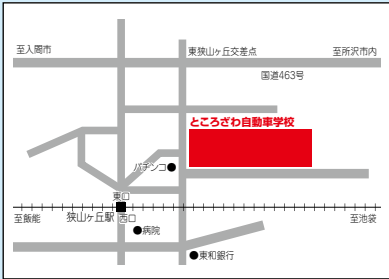 至入間市
東狭山ヶ丘交差点
至所沢市内
国道463号
ところざわ自動車学校
パチンコ
東口
至飯能
狭山ヶ丘駅
西口
至池袋
病院
東和銀行